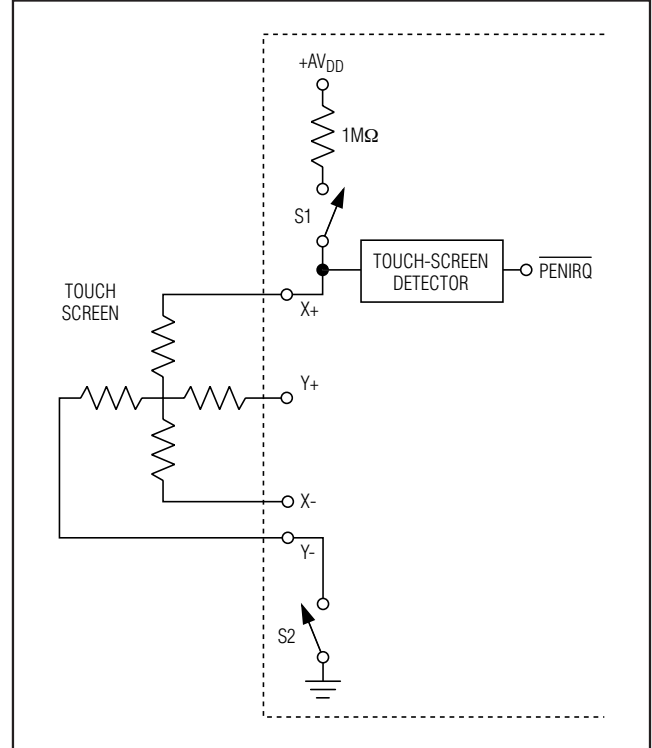 +AVDD
1MΩ
S1
TOUCH-SCREEN
DETECTOR
PENIRQ
TOUCH
SCREEN
X+
Y+
X-
Y-
S2